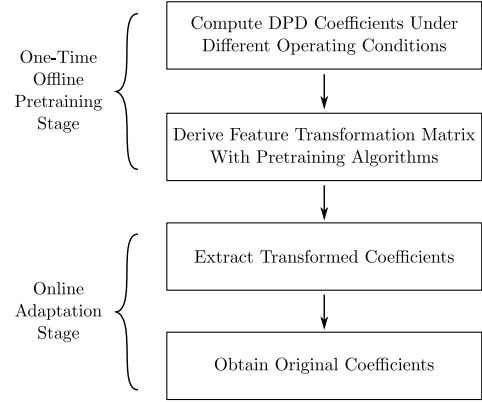 One-Time
Offline
Pretraining
Stage
Compute DPD Coefficients Under
Different Operating Conditions
Derive Feature Transformation Matrix
With Pretraining Algorithms
Online
Adaptation
Stage
Extract Transformed Coefficients
Obtain Original Coefficients